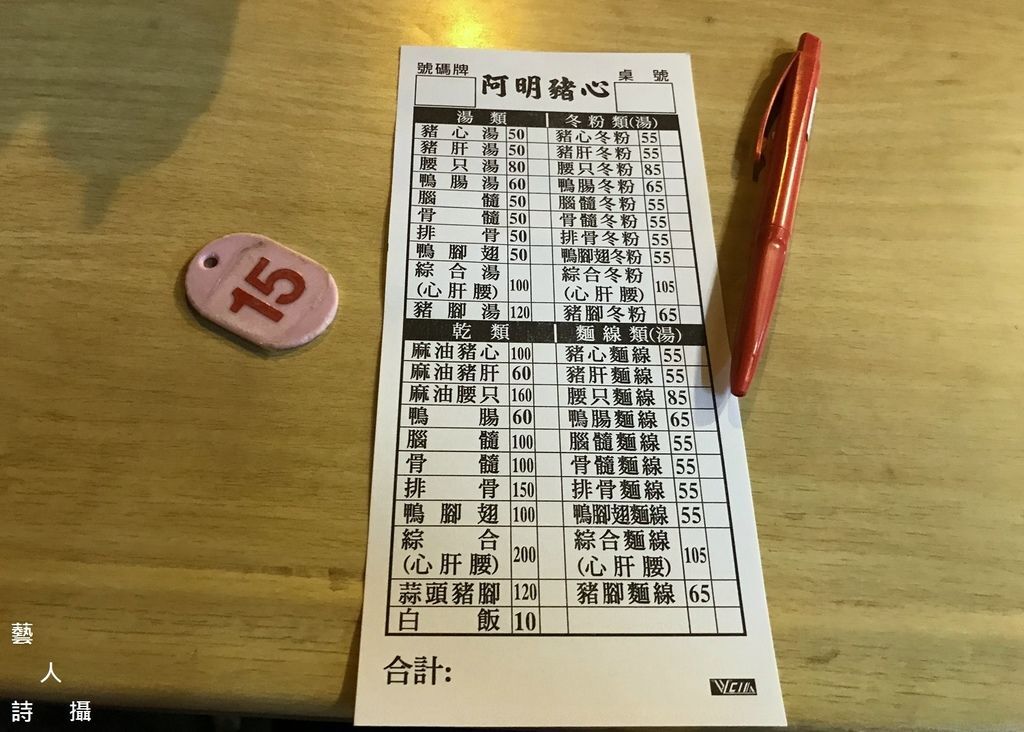 號碼牌 阿明豬心 桌號
湯類 冬粉類(湯)
豬心湯 50 豬心冬粉 55
豬肝湯 50 豬肝冬粉 55
腰只湯 80 腰只冬粉 85
鴨腸湯 60 鴨腸冬粉 65
腦髓 50 腦髓冬粉 55
骨髓 50 骨髓冬粉 55
排骨 50 排骨冬粉 55
鴨腳翅 50 鴨腳翅冬粉 55
綜合湯 綜合冬粉
(心肝腰) 100 (心肝腰) 105
豬腳湯 120 豬腳冬粉 65
乾類 麵線類(湯)
麻油豬心 100 豬心麵線 55
麻油豬肝 60 豬肝麵線 55
麻油腰只 160 腰只麵線 85
鴨腸 60 鴨腸麵線 65
腦髓 100 腦髓麵線 55
骨髓 100 骨髓麵線 55
排骨 150 排骨麵線 55
鴨腳翅 100 鴨腳翅麵線 55
綜合 綜合麵線
(心肝腰) 200 (心肝腰) 105
蒜頭豬腳 120 豬腳麵線 65
白飯 10
合計:
15
藝
人
詩 攝